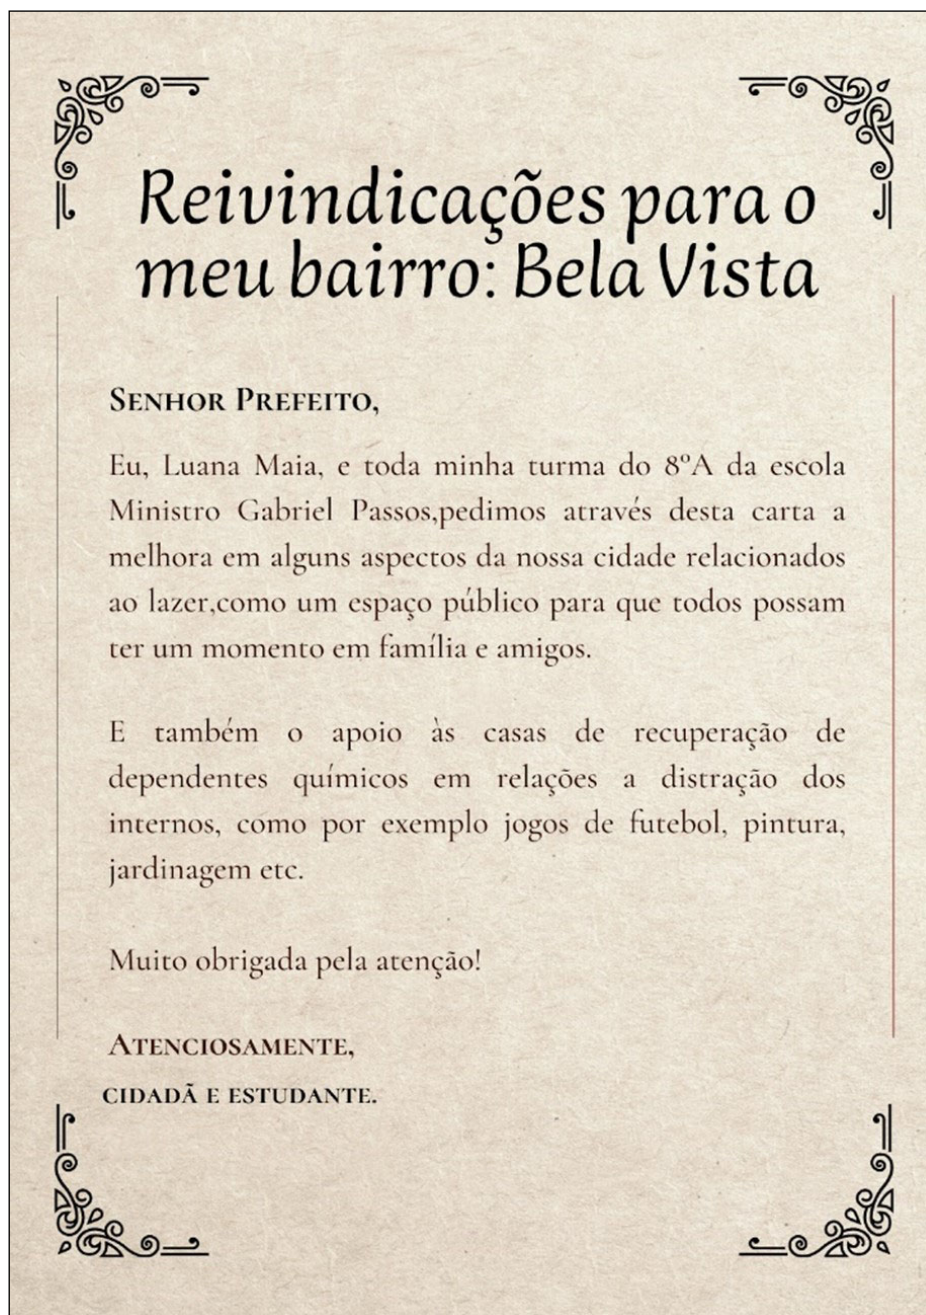 Reivindicações para o
meu bairro: Bela Vista
SENHOR PREFEITO,
Eu, Luana Maia, e toda minha turma do 8ºA da escola
Ministro Gabriel Passos,pedimos através desta carta a
melhora em alguns aspectos da nossa cidade relacionados
ao lazer,como um espaço público para que todos possam
ter um momento em família e amigos.
E também o apoio às casas de recuperação de
dependentes químicos em relações a distração dos
internos, como por exemplo jogos de futebol, pintura,
jardinagem etc.
Muito obrigada pela atenção!
ATENCIOSAMENTE,
CIDADÃ E ESTUDANTE.